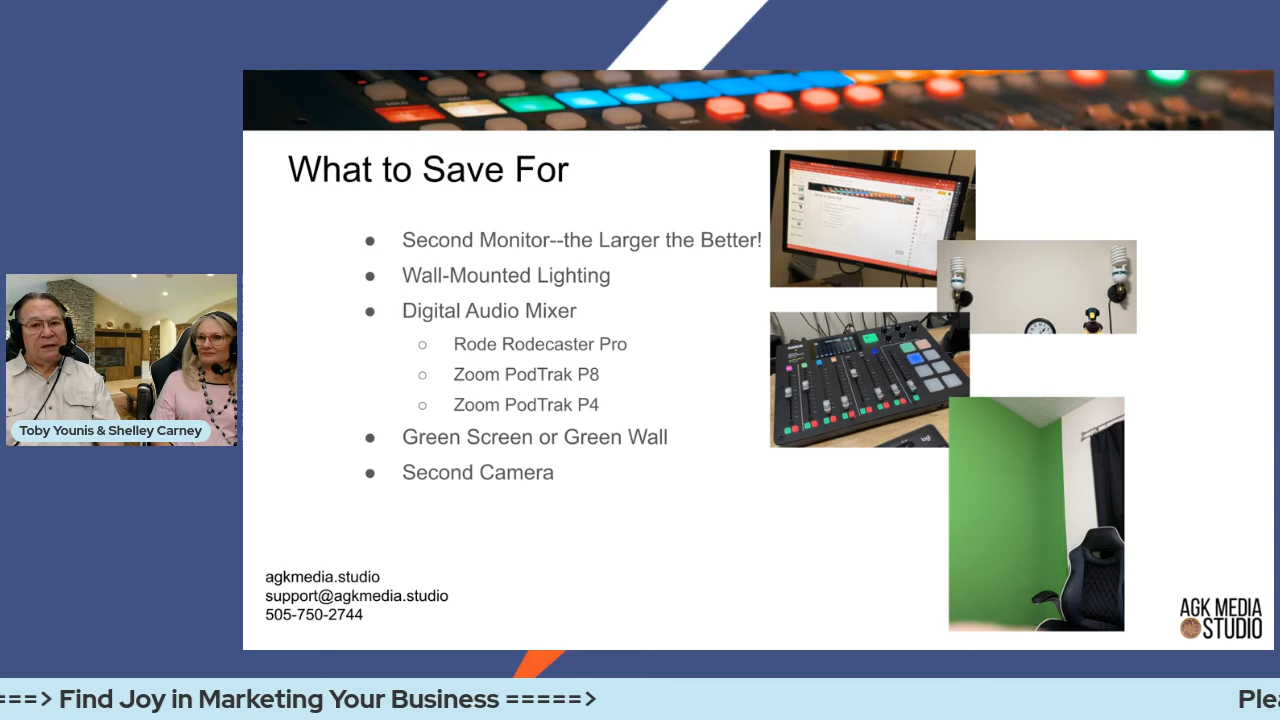 What to Save For
● Second Monitor--the Larger the Better!
● Wall-Mounted Lighting
● Digital Audio Mixer
○ Rode Rodecaster Pro
○ Zoom PodTrak P8
○ Zoom PodTrak P4
● Green Screen or Green Wall
● Second Camera
Toby Younis & Shelley Carney
agkmedia.studio
support@agkmedia.studio
505-750-2744
AGK MEDIA
STUDIO
===> Find Joy in Marketing Your Business =====>